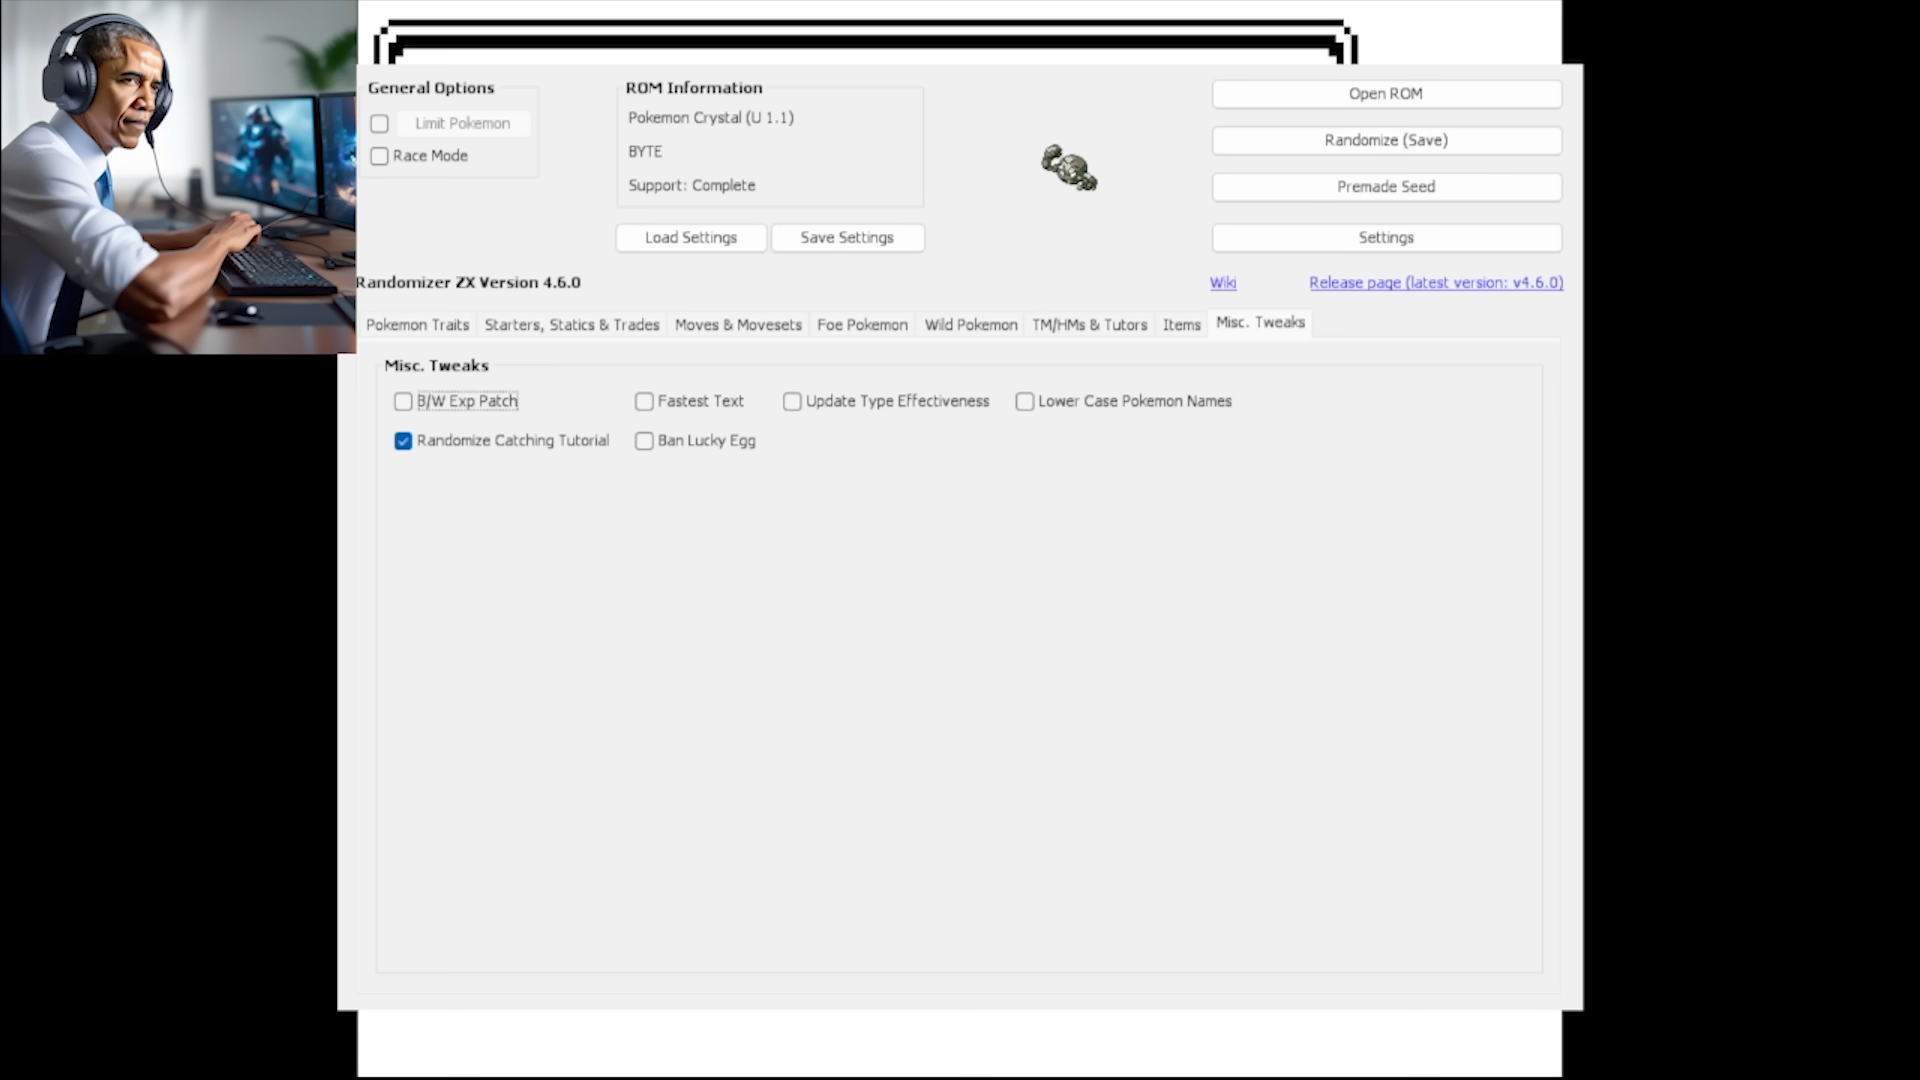 General Options
Limit Pokemon
Race Mode
ROM Information
Pokemon Crystal (U 1.1)
BYTE
Support: Complete
Load Settings
Save Settings
Open ROM
Randomize (Save)
Premade Seed
Settings
Randomizer ZX Version 4.6.0
Wiki
Release page (latest version: v4.6.0)
Pokemon Traits
Starters, Statics & Trades
Moves & Movesets
Foe Pokemon
Wild Pokemon
TM/HMs & Tutors
Items
Misc. Tweaks
Misc. Tweaks
B/W Exp Patch
Fastest Text
Update Type Effectiveness
Lower Case Pokemon Names
Randomize Catching Tutorial
Ban Lucky Egg